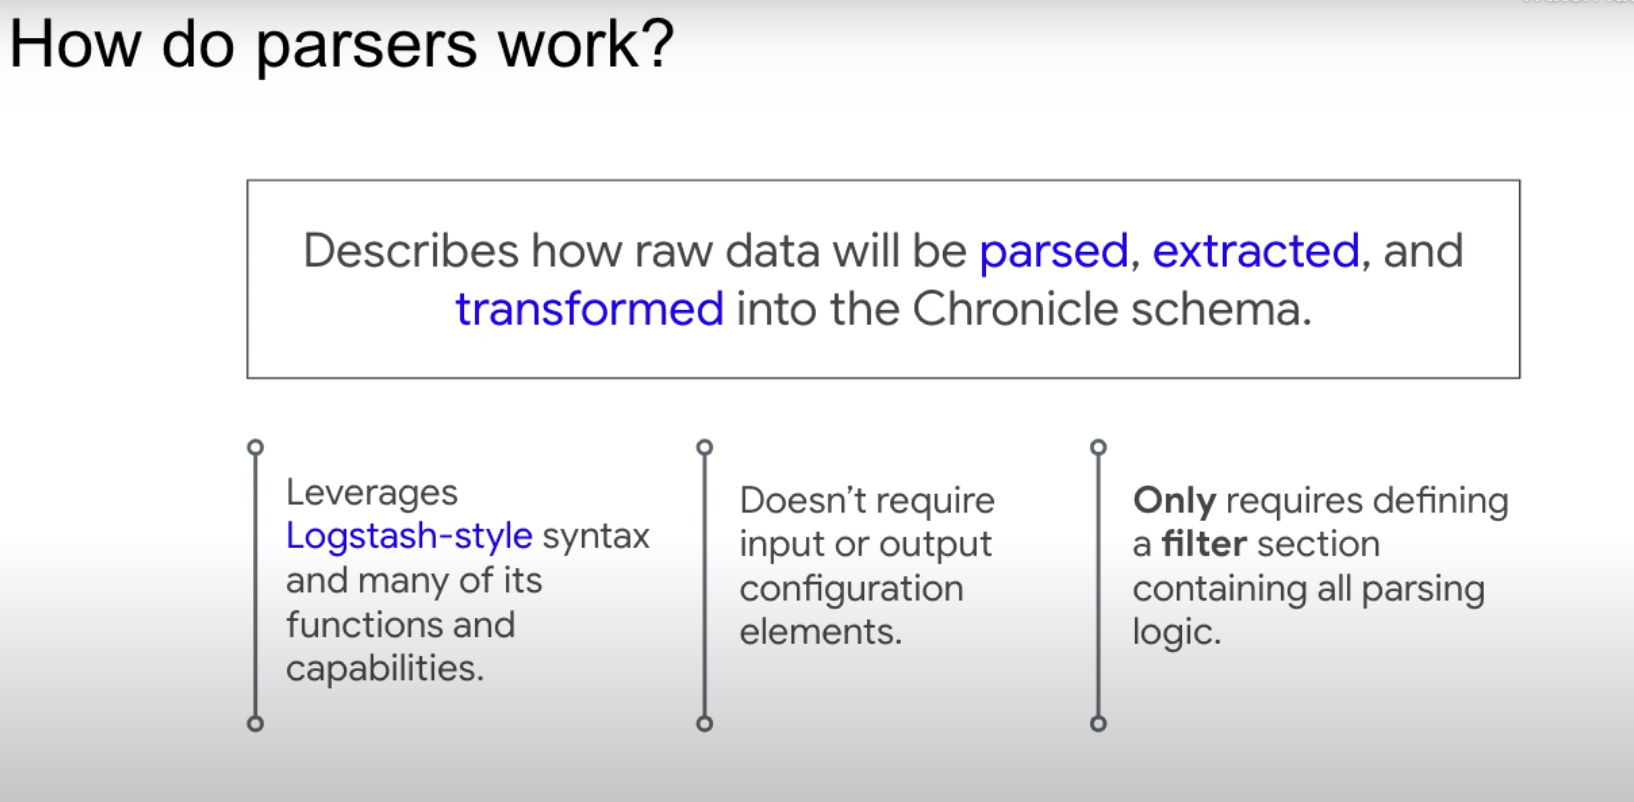 How do parsers work?
Describes how raw data will be parsed, extracted, and
transformed into the Chronicle schema.
Leverages
Logstash-style syntax
and many of its
functions and
capabilities.
Doesn’t require
input or output
configuration
elements.
Only requires defining
a filter section
containing all parsing
logic.